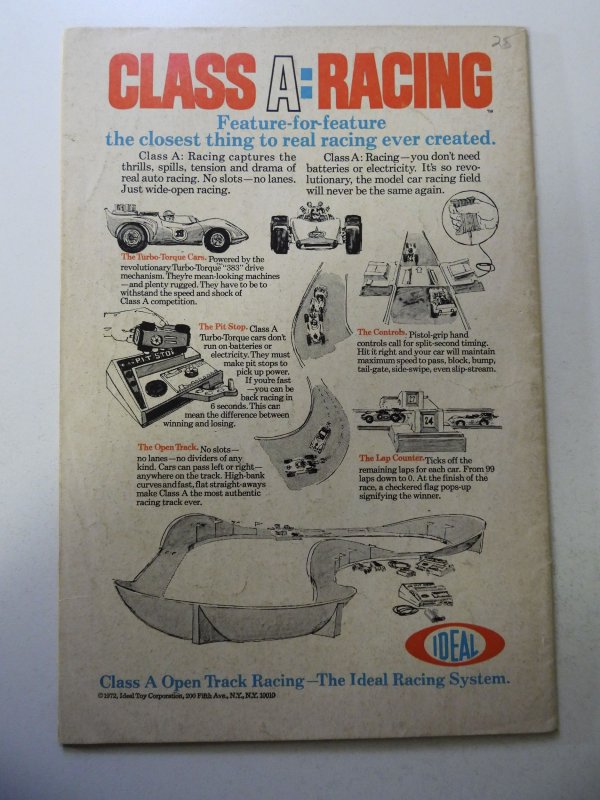 25
CLASS A: RACING
TM
Feature-for-feature
the closest thing to real racing ever created.
Class A: Racing captures the
thrills, spills, tension and drama of
real auto racing. No slots—no lanes.
Just wide-open racing.
Class A: Racing—you don't need
batteries or electricity. It's so revo-
lutionary, the model car racing field
will never be the same again.
The Turbo-Torque Cars. Powered by the
revolutionary Turbo-Torque "383" drive
mechanism. They're mean-looking machines
—and plenty rugged. They have to be to
withstand the speed and shock of
Class A competition.
The Pit Stop. Class A
Turbo-Torque cars don't
run on batteries or
electricity. They must
make pit stops to
pick up power.
If you're fast
—you can be
back racing in
6 seconds. This can
mean the difference between
winning and losing.
PIT STOP
The Controls. Pistol-grip hand
controls call for split-second timing.
Hit it right and your car will maintain
maximum speed to pass, block, bump,
tail-gate, side-swipe, even slip-stream.
The Open Track. No slots—
no lanes—no dividers of any
kind. Cars can pass left or right—
anywhere on the track. High-bank
curves and fast, flat straight-aways
make Class A the most authentic
racing track ever.
24
The Lap Counter. Ticks off the
remaining laps for each car. From 99
laps down to 0. At the finish of the
race, a checkered flag pops-up
signifying the winner.
IDEAL
Class A Open Track Racing—The Ideal Racing System.
©1972, Ideal Toy Corporation, 200 Fifth Ave., N.Y., N.Y. 10010